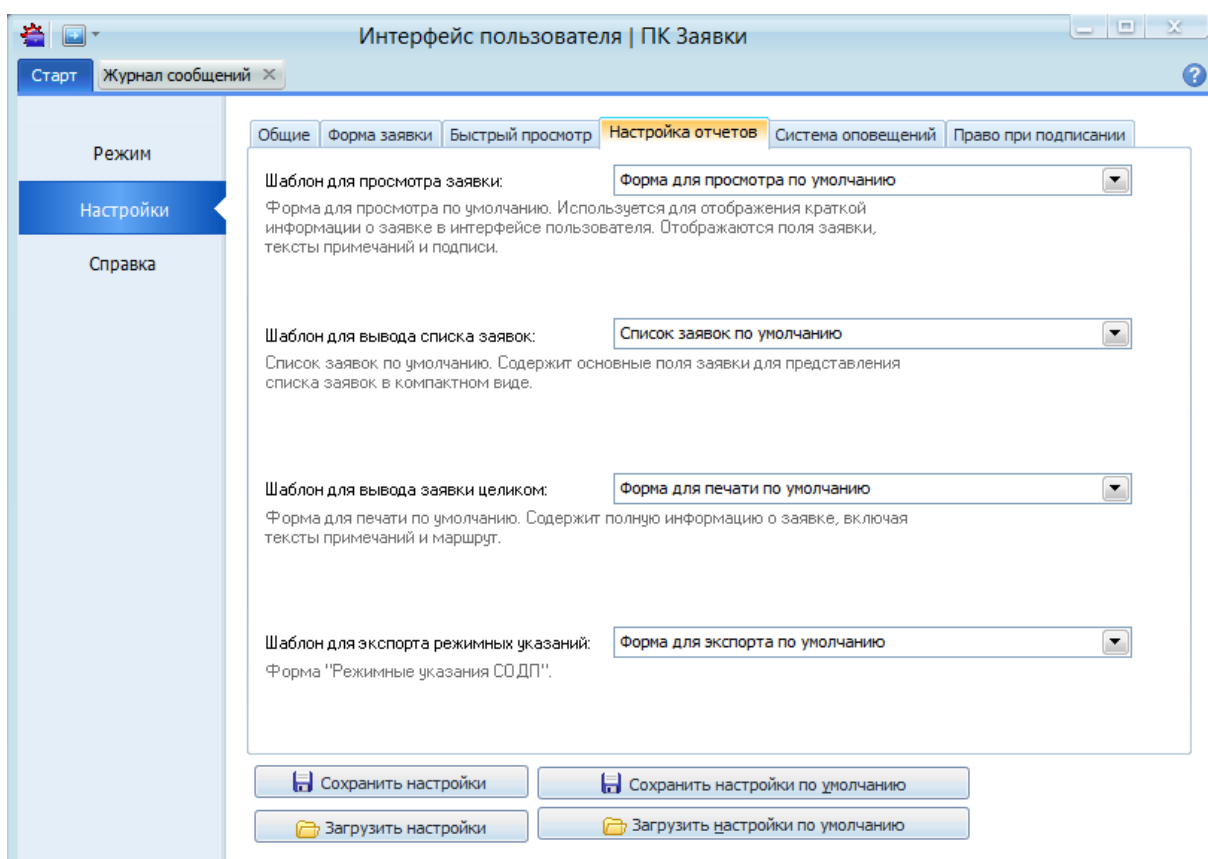 Интерфейс пользователя | ПК Заявки
Старт
Журнал сообщений
Режим
Настройки
Справка
Общие
Форма заявки
Быстрый просмотр
Настройка отчетов
Система оповещений
Право при подписании
Шаблон для просмотра заявки:
Форма для просмотра по умолчанию
Форма для просмотра по умолчанию. Используется для отображения краткой
информации о заявке в интерфейсе пользователя. Отображаются поля заявки,
тексты примечаний и подписи.
Шаблон для вывода списка заявок:
Список заявок по умолчанию
Список заявок по умолчанию. Содержит основные поля заявки для представления
списка заявок в компактном виде.
Шаблон для вывода заявки целиком:
Форма для печати по умолчанию
Форма для печати по умолчанию. Содержит полную информацию о заявке, включая
тексты примечаний и маршрут.
Шаблон для экспорта режимных указаний:
Форма для экспорта по умолчанию
Форма "Режимные указания СОДП".
Сохранить настройки
Сохранить настройки по умолчанию
Загрузить настройки
Загрузить настройки по умолчанию